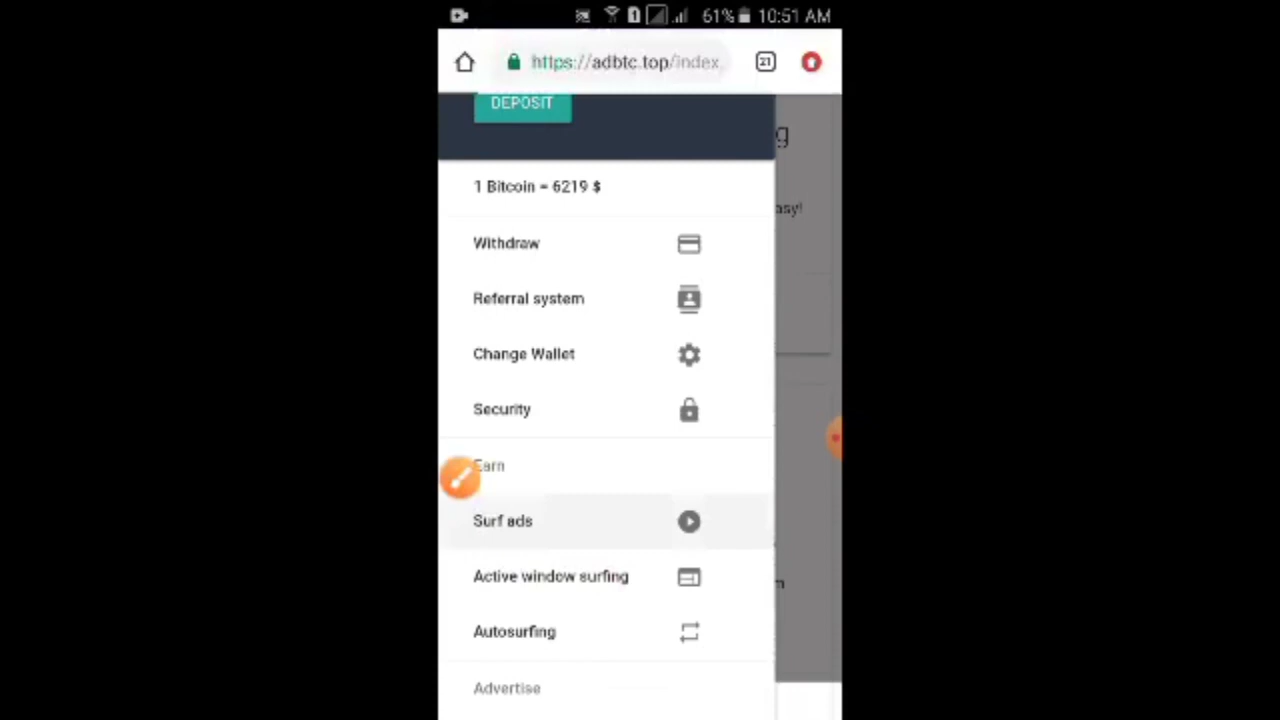 61% 10:51 AM
https://adbtc.top/index. 21
DEPOSIT
g
1 Bitcoin = 6219 $
asy!
Withdraw
Referral system
Change Wallet
Security
Earn
Surf ads
Active window surfing
n
Autosurfing
Advertise